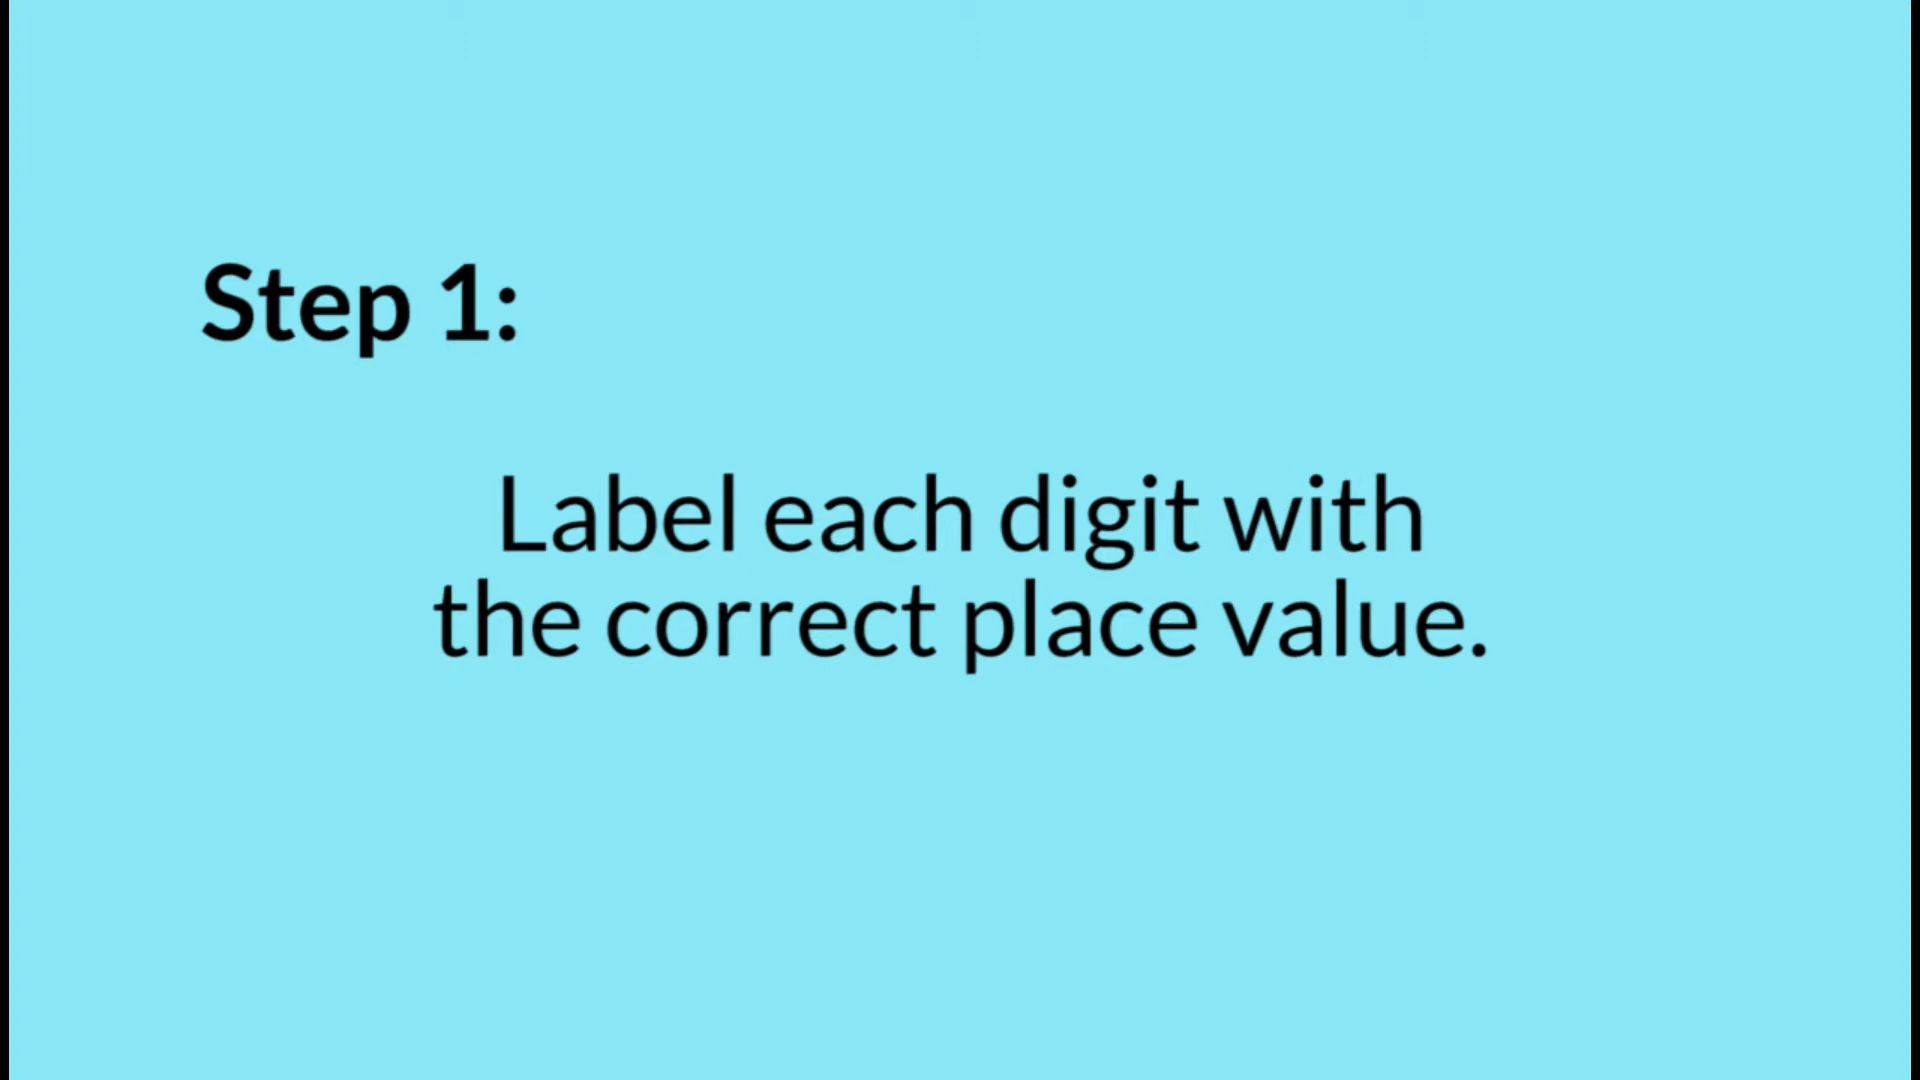 Step 1:
Label each digit with
the correct place value.